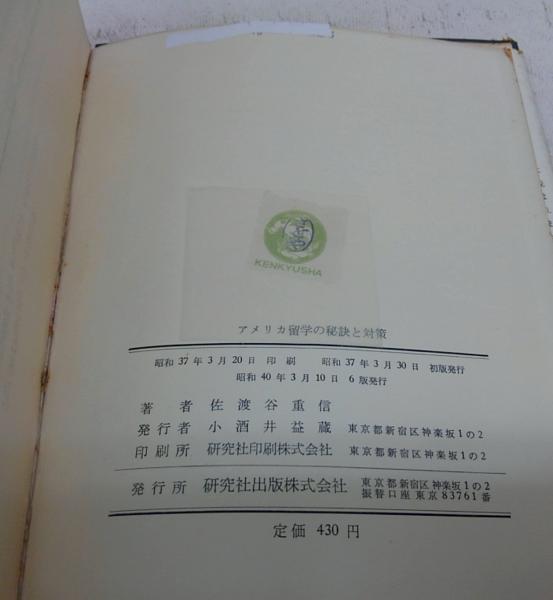 KENKYUSHA
アメリカ留学の秘訣と対策
昭和 37 年 3 月 20 日 印 刷 昭和 37 年 3 月 30 日 初版発行
昭和 40 年 3 月 10 日 6 版発行
著 者 佐 渡 谷 重 信
発行者 小 酒 井 益 蔵 東京都新宿区神楽坂1の2
印刷所 研究社印刷株式会社 東京都新宿区神楽坂1の2
発行所 研究社出版株式会社 東京都新宿区神楽坂1の2
振替口座 東京 83761 番
定価 430 円